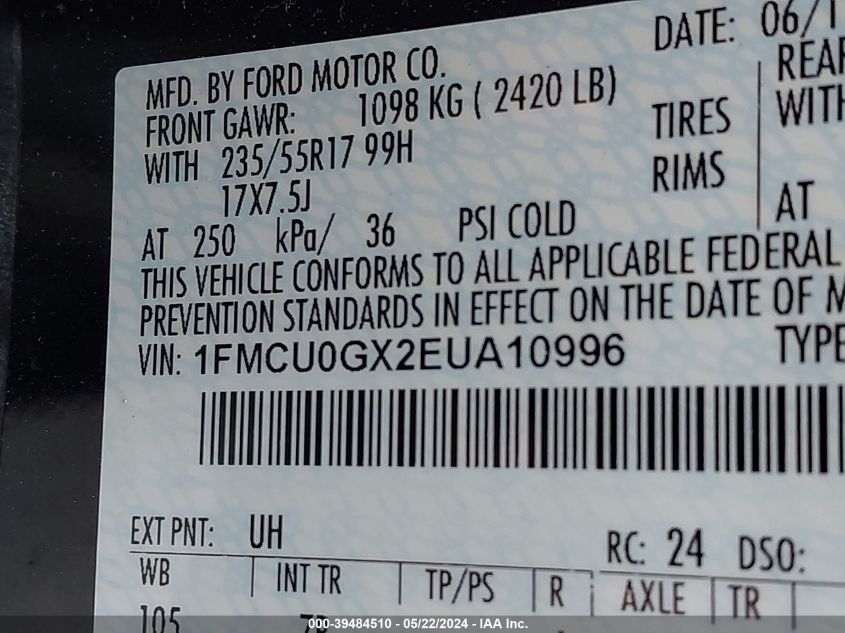 DATE: 06/1
MFD. BY FORD MOTOR CO.
FRONT GAWR: 1098 KG ( 2420 LB)
REAR
WITH 235/55R17 99H TIRES WITH
17X7.5J RIMS
AT 250 kPa/ 36 PSI COLD AT
THIS VEHICLE CONFORMS TO ALL APPLICABLE FEDERAL
PREVENTION STANDARDS IN EFFECT ON THE DATE OF M
VIN: 1FMCU0GX2EUA10996 TYPE
EXT PNT: UH RC: 24 DSO:
WB INT TR TP/PS R AXLE TR
105
000-39484510 - 05/22/2024 - IAA Inc.